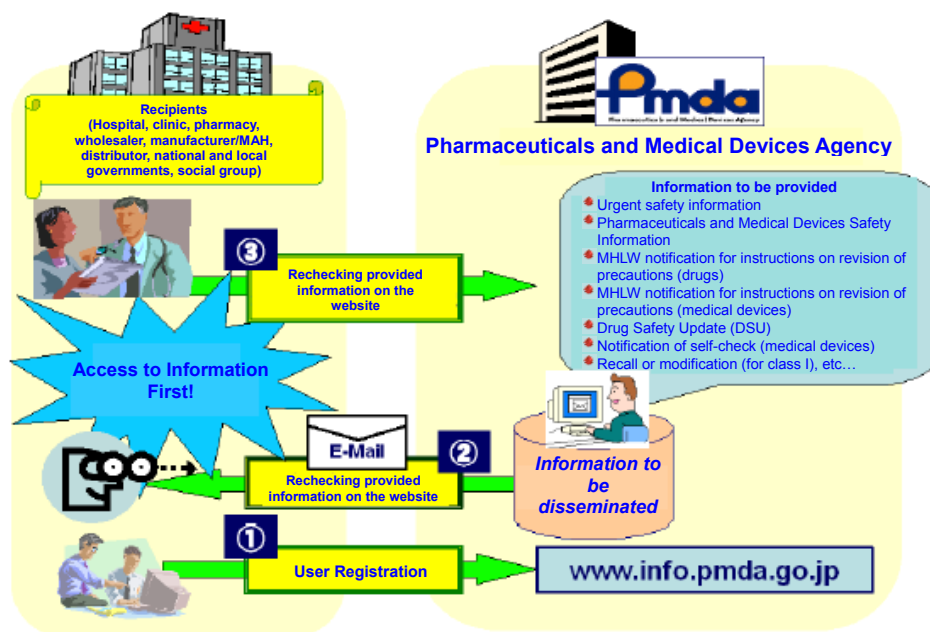 Recipients
(Hospital, clinic, pharmacy,
wholesaler, manufacturer/MAH,
distributor, national and local
governments, social group)
Pmda
Pharmaceuticals and Medical Devices Agency
Pharmaceuticals and Medical Devices Agency
Information to be provided
Urgent safety information
Pharmaceuticals and Medical Devices Safety
Information
MHLW notification for instructions on revision of
precautions (drugs)
MHLW notification for instructions on revision of
precautions (medical devices)
Drug Safety Update (DSU)
Notification of self-check (medical devices)
Recall or modification (for class I), etc…
③
Rechecking provided
information on the
website
Access to Information
First!
E-Mail
②
Rechecking provided
information on the website
Information to
be
disseminated
①
User Registration
www.info.pmda.go.jp